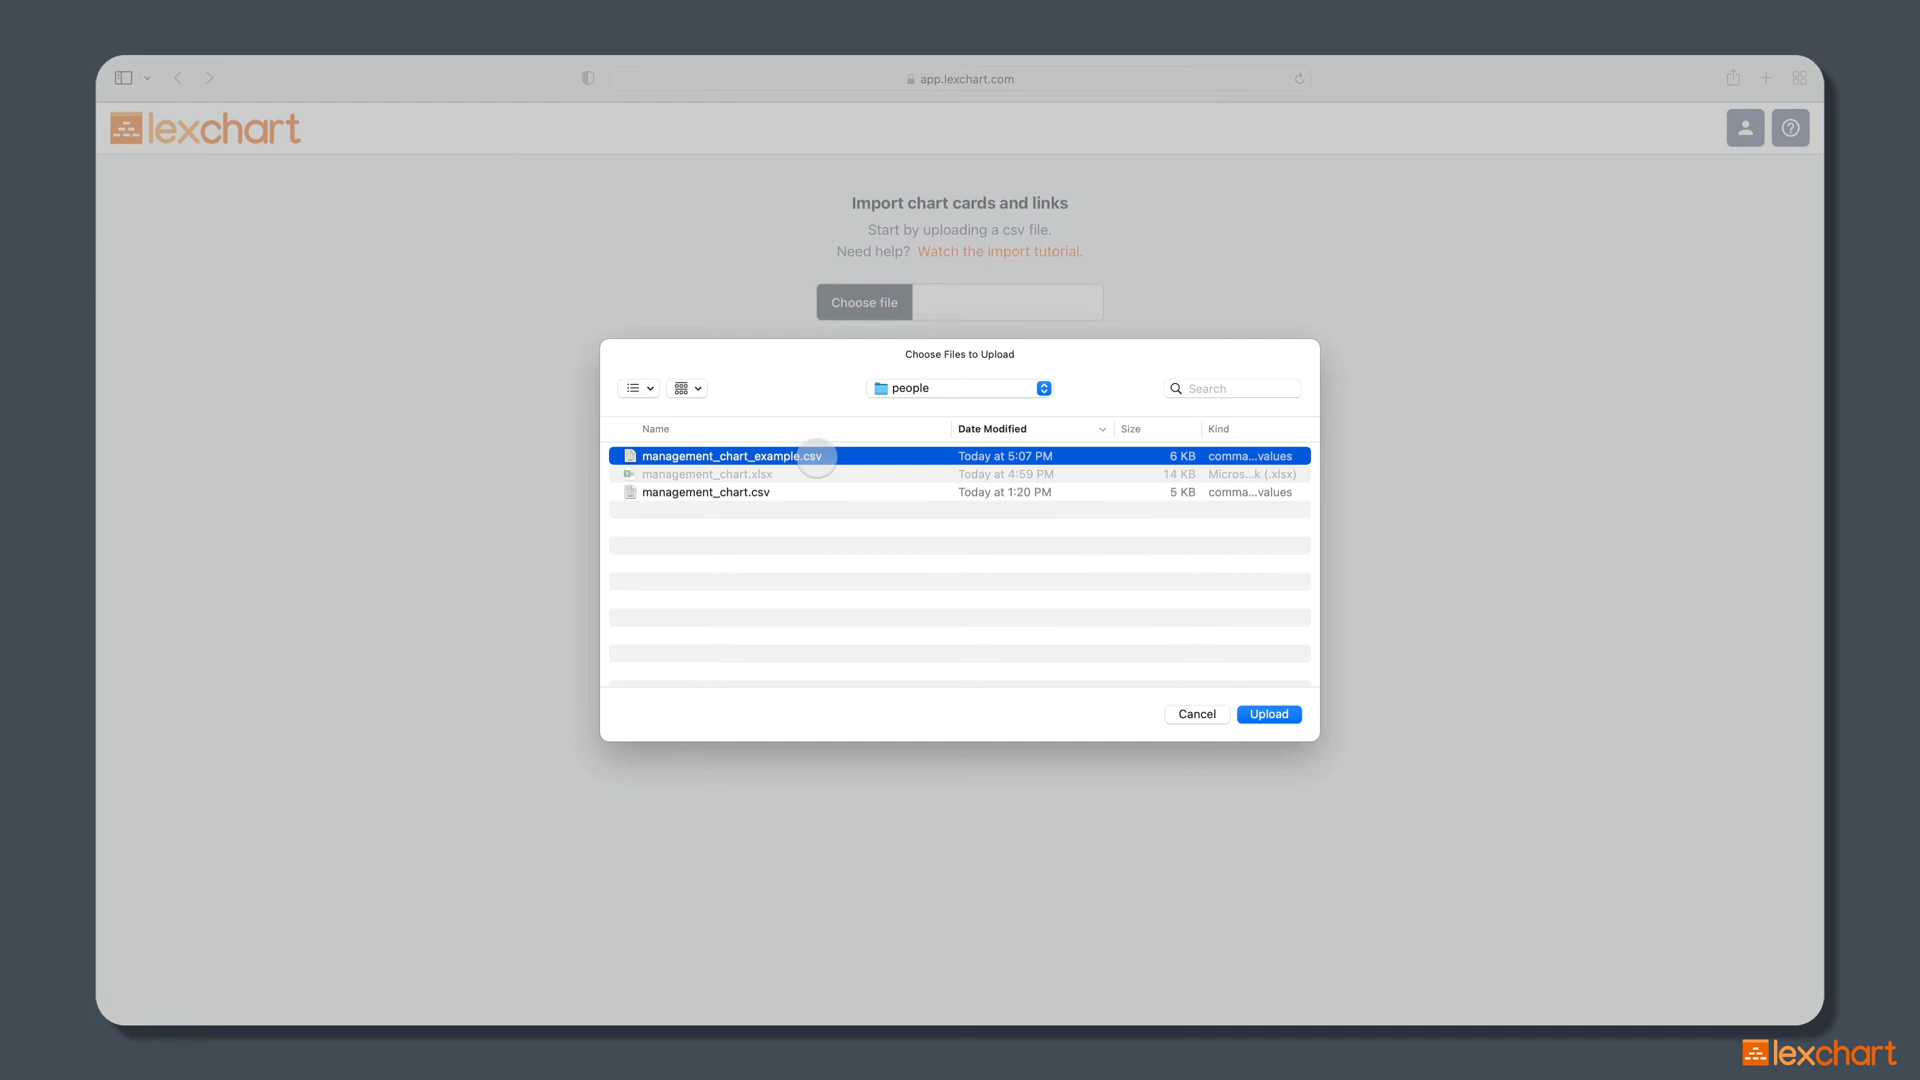 app.lexchart.com
lexchart
Import chart cards and links
Start by uploading a csv file.
Need help? Watch the import tutorial.
Choose file
Choose Files to Upload
people
Search
Name Date Modified Size Kind
management_chart_example.csv Today at 5:07 PM 6 KB comma...values
management_chart.xlsx Today at 4:59 PM 14 KB Micros...k (.xlsx)
management_chart.csv Today at 1:20 PM 5 KB comma...values
Cancel Upload
lexchart